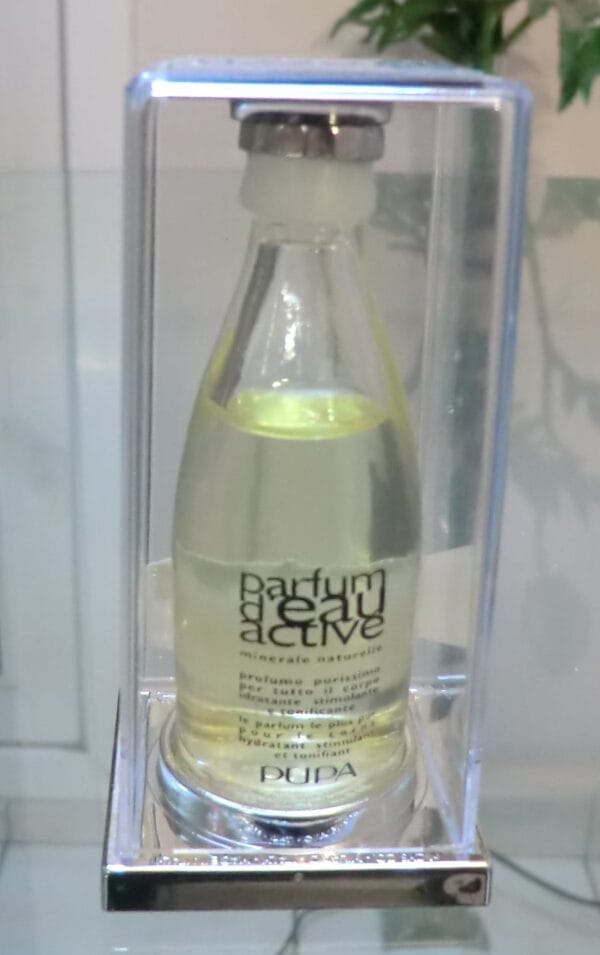 parfum
d'eau
active
minerale naturelle
profumo purissimo
per tutto il corpo
idratante stimolante
e tonificante
le parfum le plus pur
pour le corps
hydratant stimulant
et tonifiant
PUPA